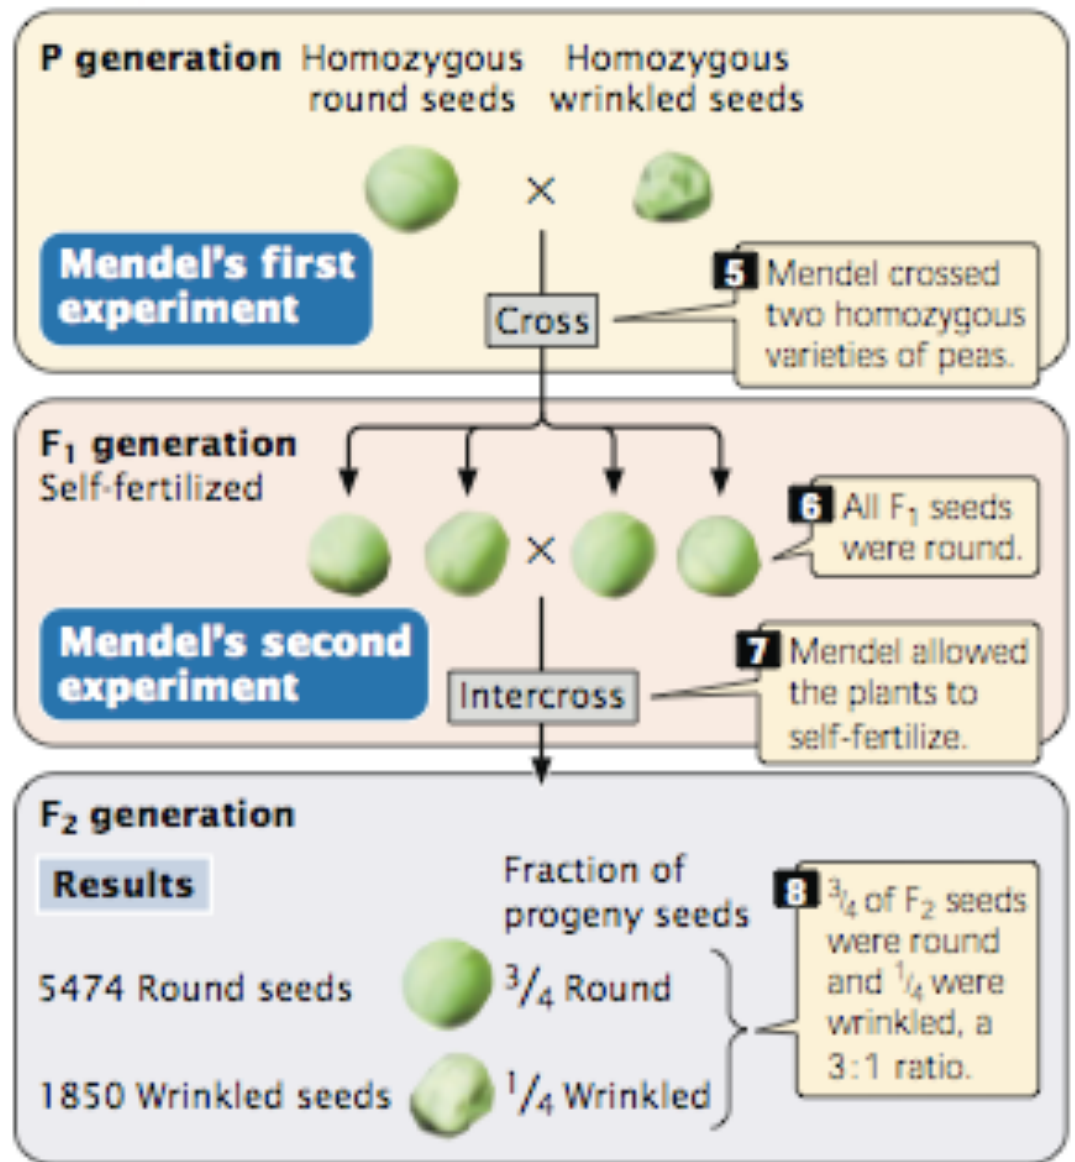 P generation Homozygous round seeds Homozygous wrinkled seeds
×
Mendel's first
experiment
Cross
5 Mendel crossed
two homozygous
varieties of peas.
F₁ generation
Self-fertilized
×
6 All F₁ seeds
were round.
Mendel's second
experiment
Intercross
7 Mendel allowed
the plants to
self-fertilize.
F₂ generation
Results
Fraction of
progeny seeds
5474 Round seeds 3/4 Round
1850 Wrinkled seeds 1/4 Wrinkled
8 3/4 of F₂ seeds
were round
and 1/4 were
wrinkled, a
3:1 ratio.